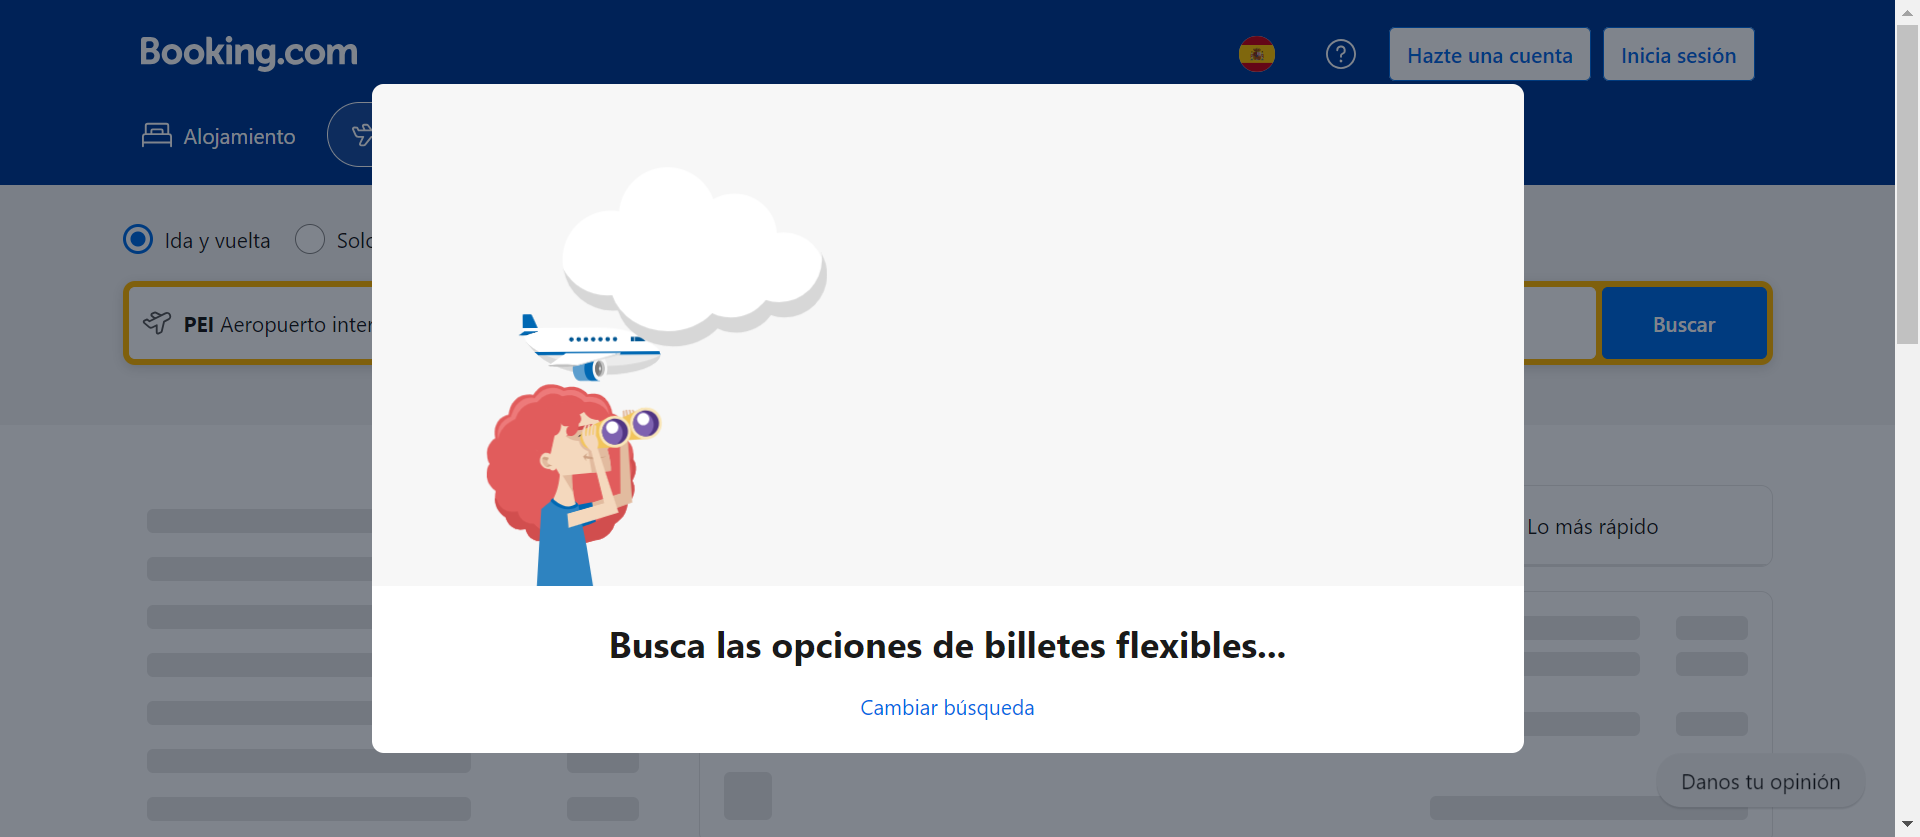 Booking.com
Hazte una cuenta
Inicia sesión
Alojamiento
Ida y vuelta
Solo
PEI Aeropuerto inter
Buscar
Lo más rápido
Busca las opciones de billetes flexibles...
Cambiar búsqueda
Danos tu opinión